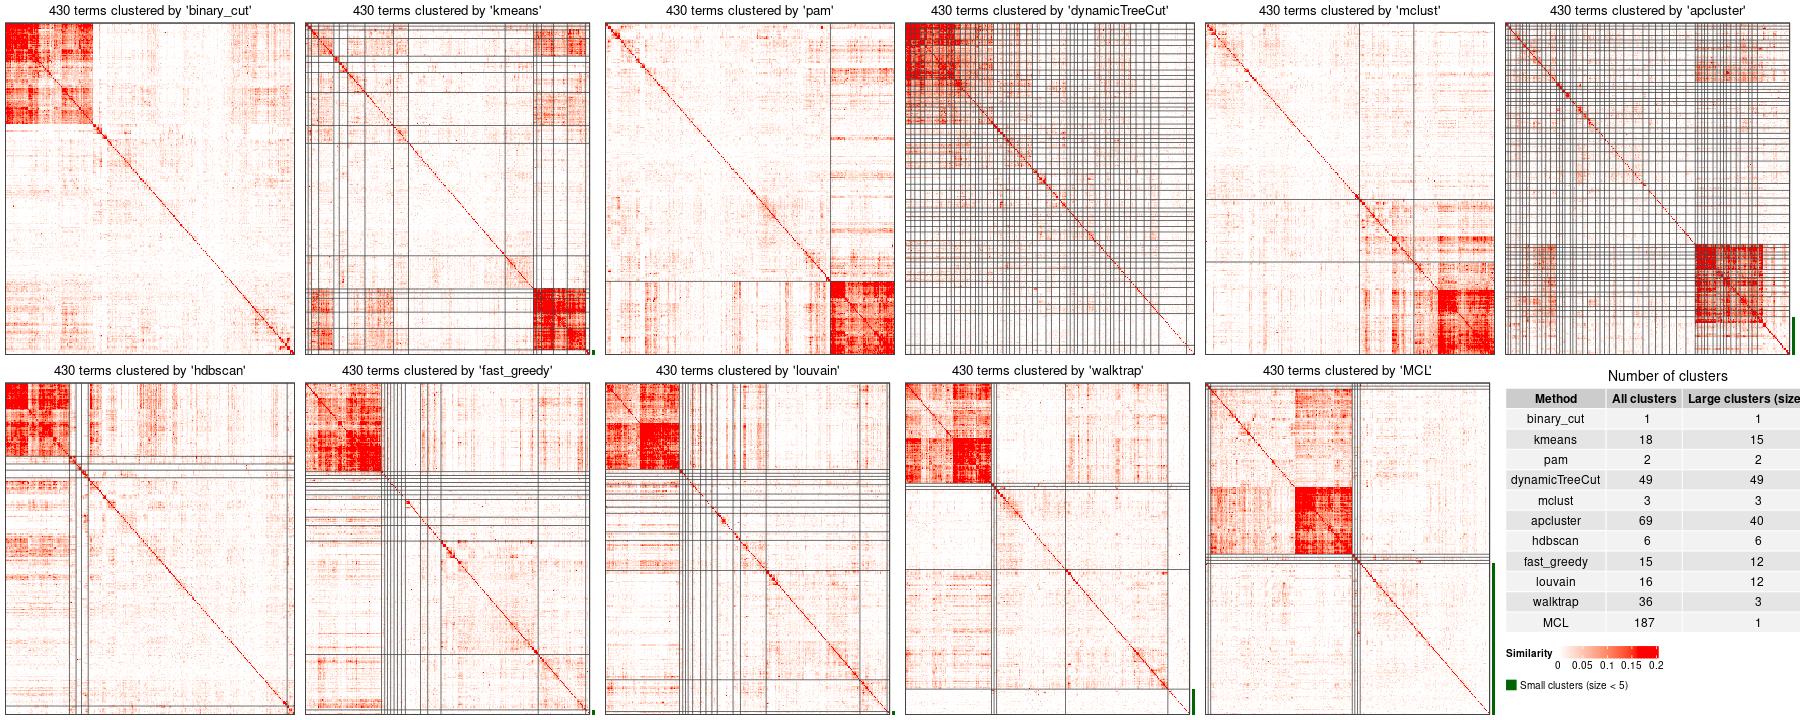 430 terms clustered by 'binary_cut'
430 terms clustered by 'kmeans'
430 terms clustered by 'pam'
430 terms clustered by 'dynamicTreeCut'
430 terms clustered by 'mclust'
430 terms clustered by 'apcluster'
430 terms clustered by 'hdbscan'
430 terms clustered by 'fast_greedy'
430 terms clustered by 'louvain'
430 terms clustered by 'walktrap'
430 terms clustered by 'MCL'
Number of clusters
Method All clusters Large clusters (size
binary_cut 1 1
kmeans 18 15
pam 2 2
dynamicTreeCut 49 49
mclust 3 3
apcluster 69 40
hdbscan 6 6
fast_greedy 15 12
louvain 16 12
walktrap 36 3
MCL 187 1
Similarity
0 0.05 0.1 0.15 0.2
Small clusters (size < 5)